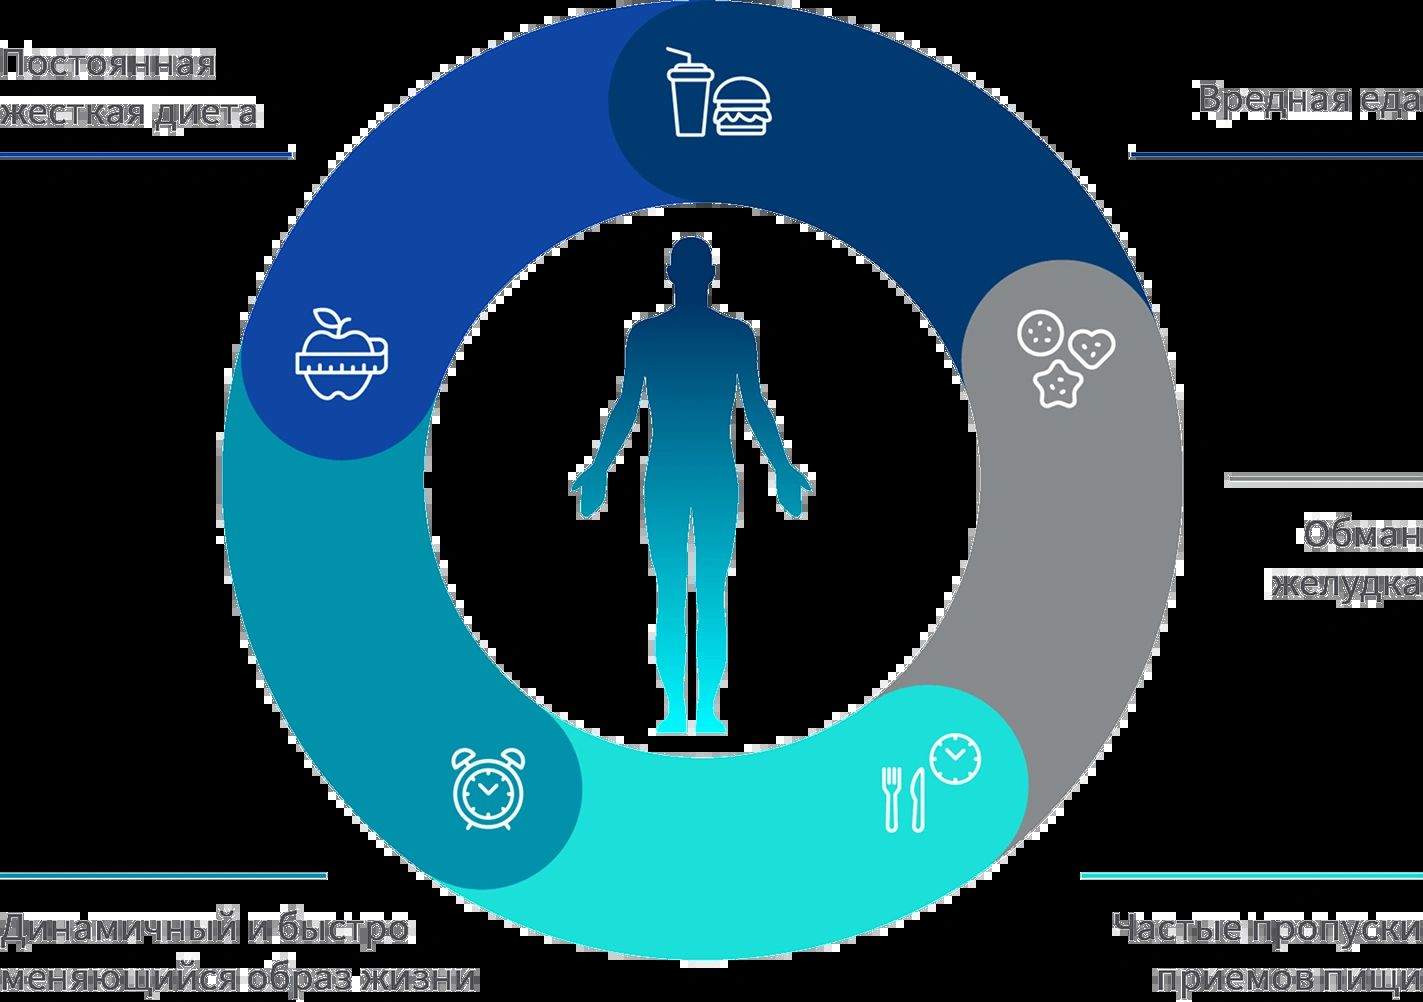 Постоянная
жесткая диета
Вредная еда
Обман
желудка
Динамичный и быстро
меняющийся образ жизни
Частые пропуски
приемов пищи